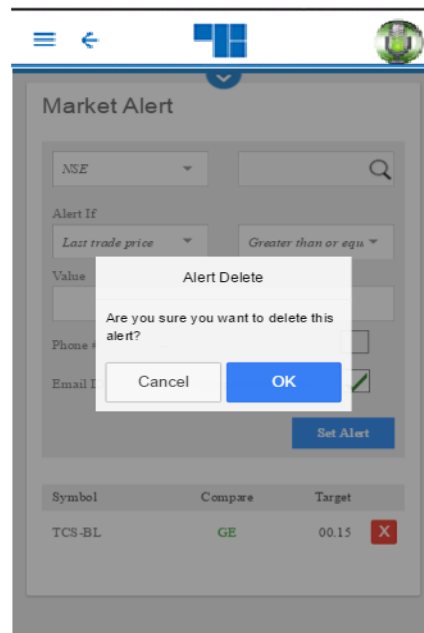 Market Alert
NSE
Alert If
Last trade price Greater than or equ
Value
Alert Delete
Are you sure you want to delete this
alert?
Phone #
Cancel OK
Email
Set Alert
Symbol Compare Target
TCS-BL GE 00.15 X